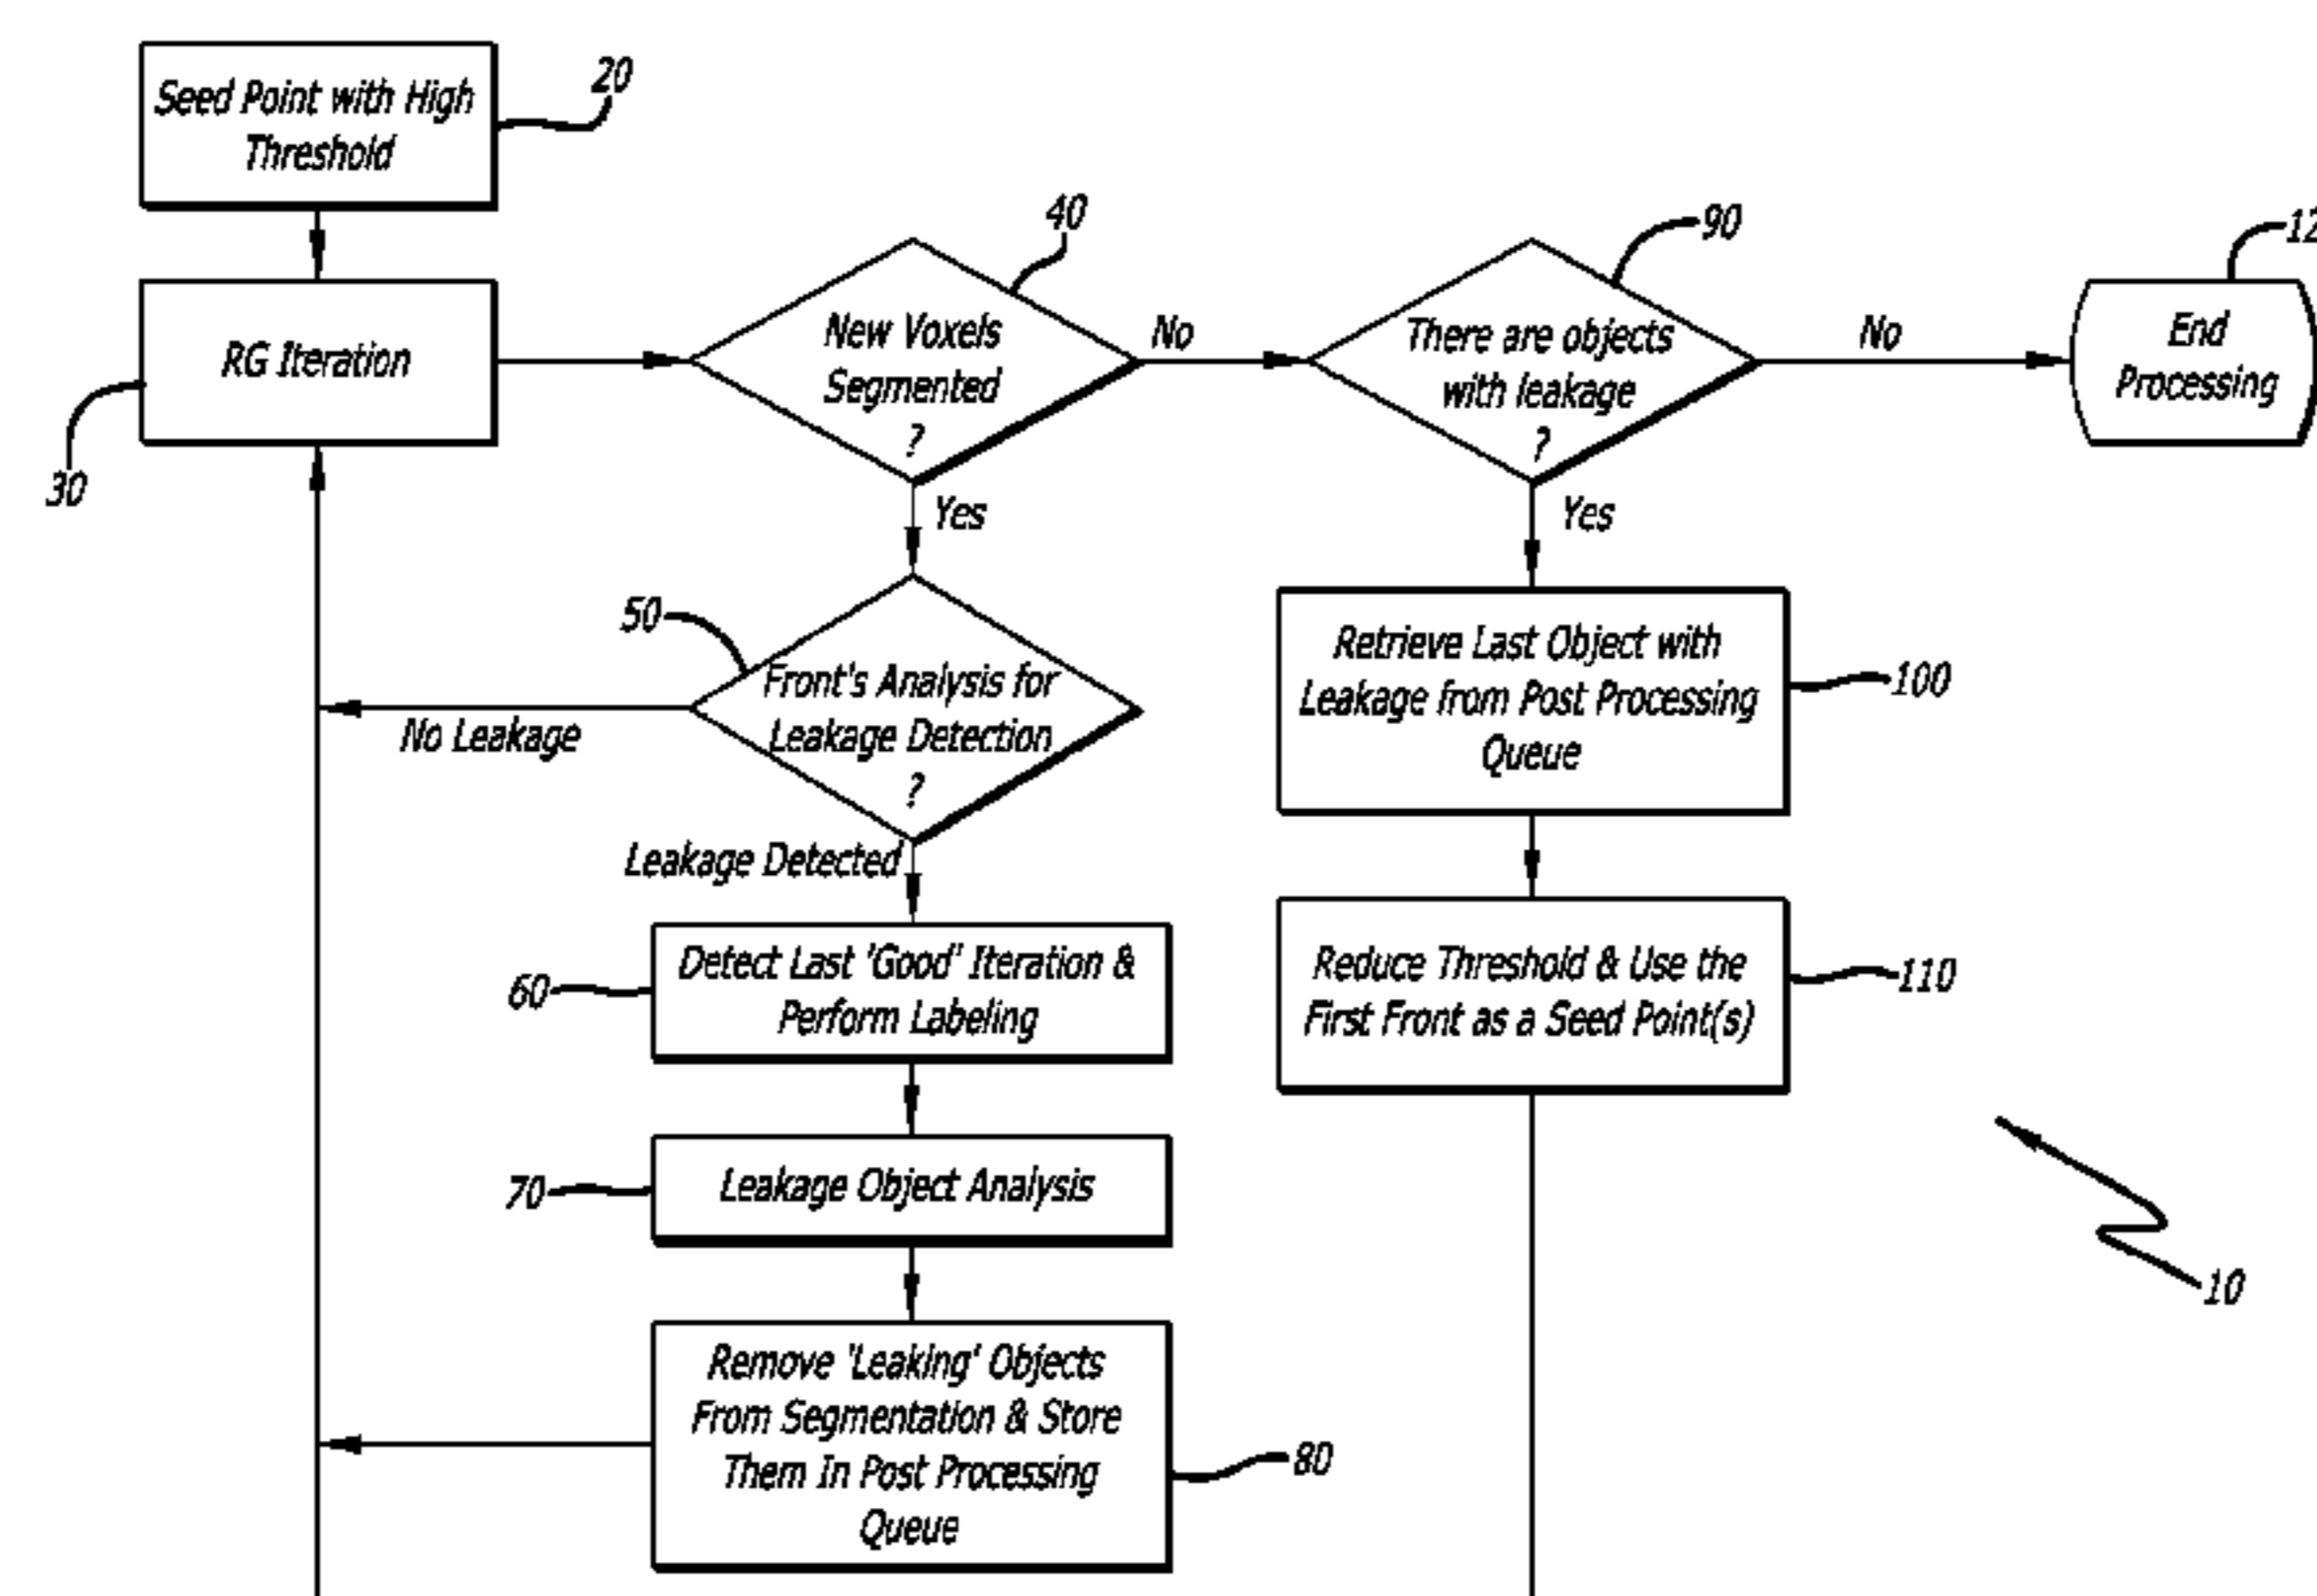 20
Seed Point with High
Threshold
40
90
12
RG Iteration
30
New Voxels
Segmented
?
No
There are objects
with leakage
?
No
End
Processing
Yes
Yes
50
Front's Analysis for
Leakage Detection
?
No Leakage
Leakage Detected
Retrieve Last Object with
Leakage from Post Processing
Queue
100
60
Detect Last 'Good' Iteration &
Perform Labeling
Reduce Threshold & Use the
First Front as a Seed Point(s)
110
70
Leakage Object Analysis
10
Remove 'Leaking' Objects
From Segmentation & Store
Them In Post Processing
Queue
80